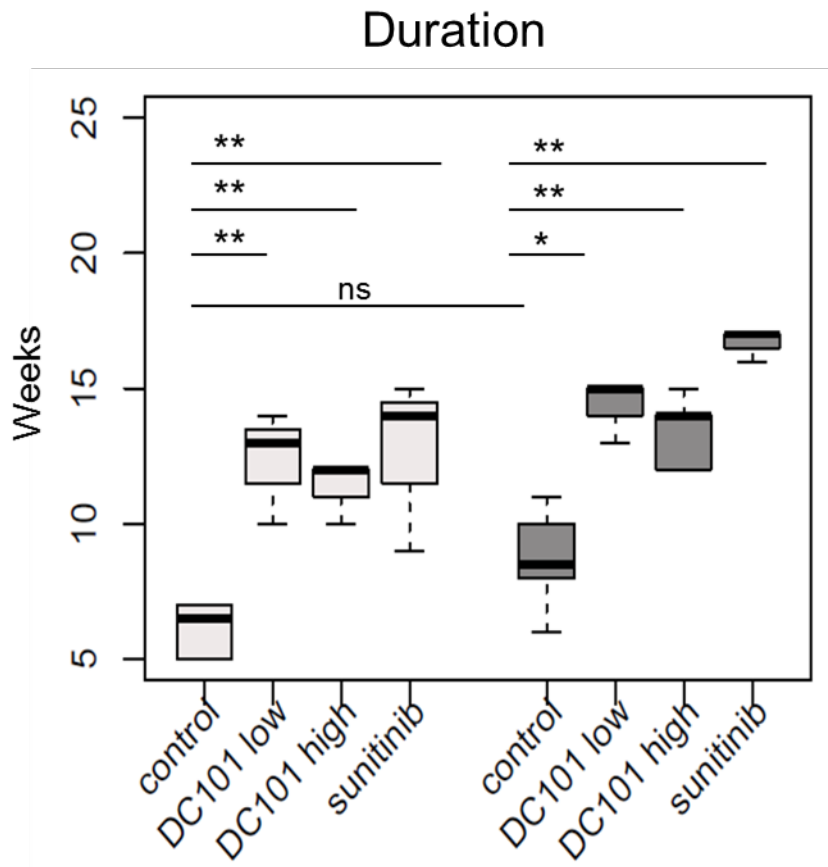 Duration
Weeks
25
20
15
10
5
** **
** **
** *
ns
control DC101 low DC101 high sunitinib control DC101 low DC101 high sunitinib